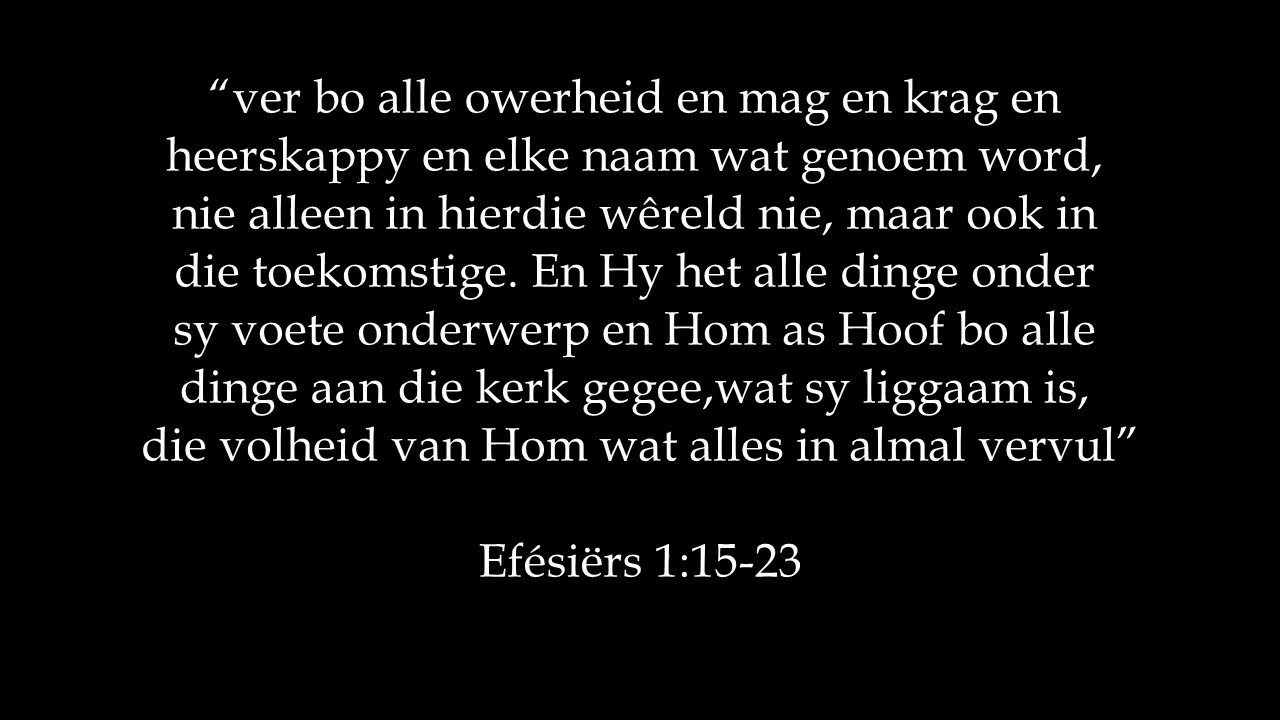 “ver bo alle owerheid en mag en krag en
heerskappy en elke naam wat genoem word,
nie alleen in hierdie wêreld nie, maar ook in
die toekomstige. En Hy het alle dinge onder
sy voete onderwerp en Hom as Hoof bo alle
dinge aan die kerk gegee,wat sy liggaam is,
die volheid van Hom wat alles in almal vervul”
Efésiërs 1:15-23